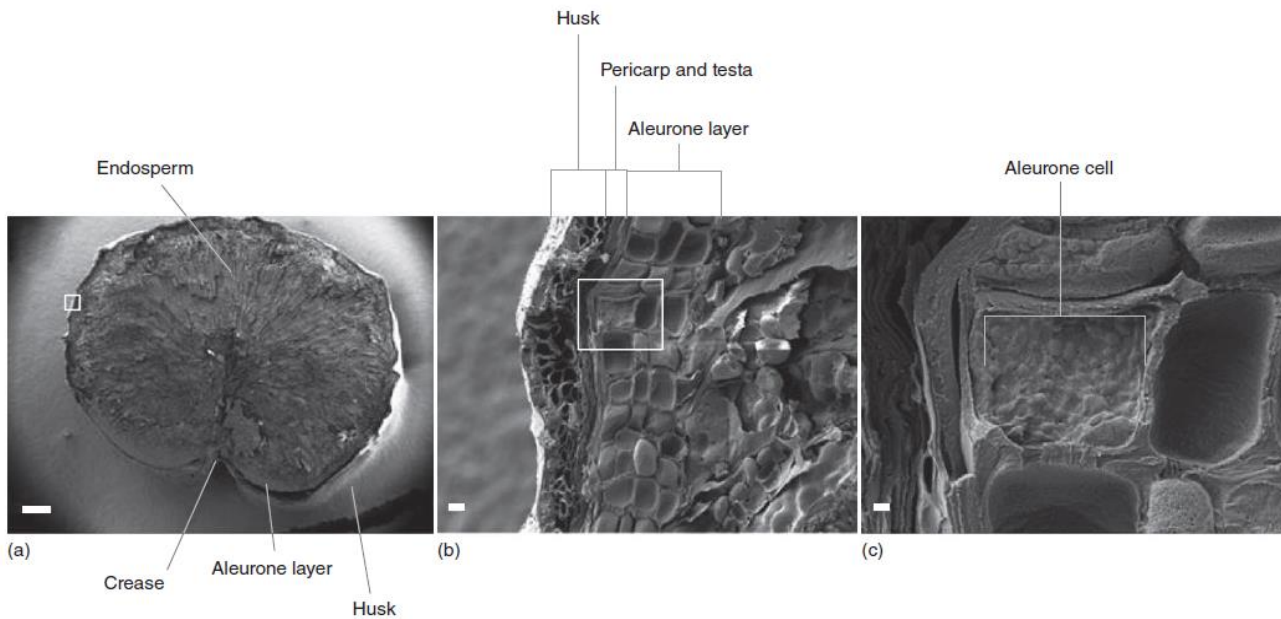 Husk
Pericarp and testa
Aleurone layer
Endosperm
Aleurone cell
(a)
(b)
(c)
Crease
Aleurone layer
Husk